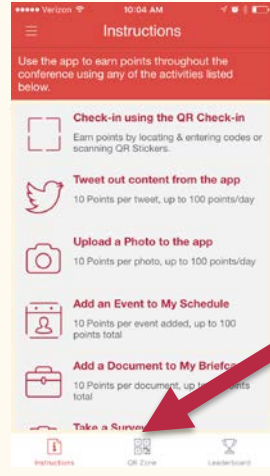 Verizon 10:04 AM
Instructions
Use the app to earn points throughout the
conference using any of the activities listed
below.
Check-in using the QR Check-in
Earn points by locating & entering codes or
scanning QR Stickers.
Tweet out content from the app
10 Points per tweet, up to 100 points/day
Upload a Photo to the app
10 Points per photo, up to 100 points/day
Add an Event to My Schedule
10 Points per event added, up to 100
points total
Add a Document to My Briefca
10 Points per document, up to
total
Take a Survey
Instructions QR Zone Leaderboard